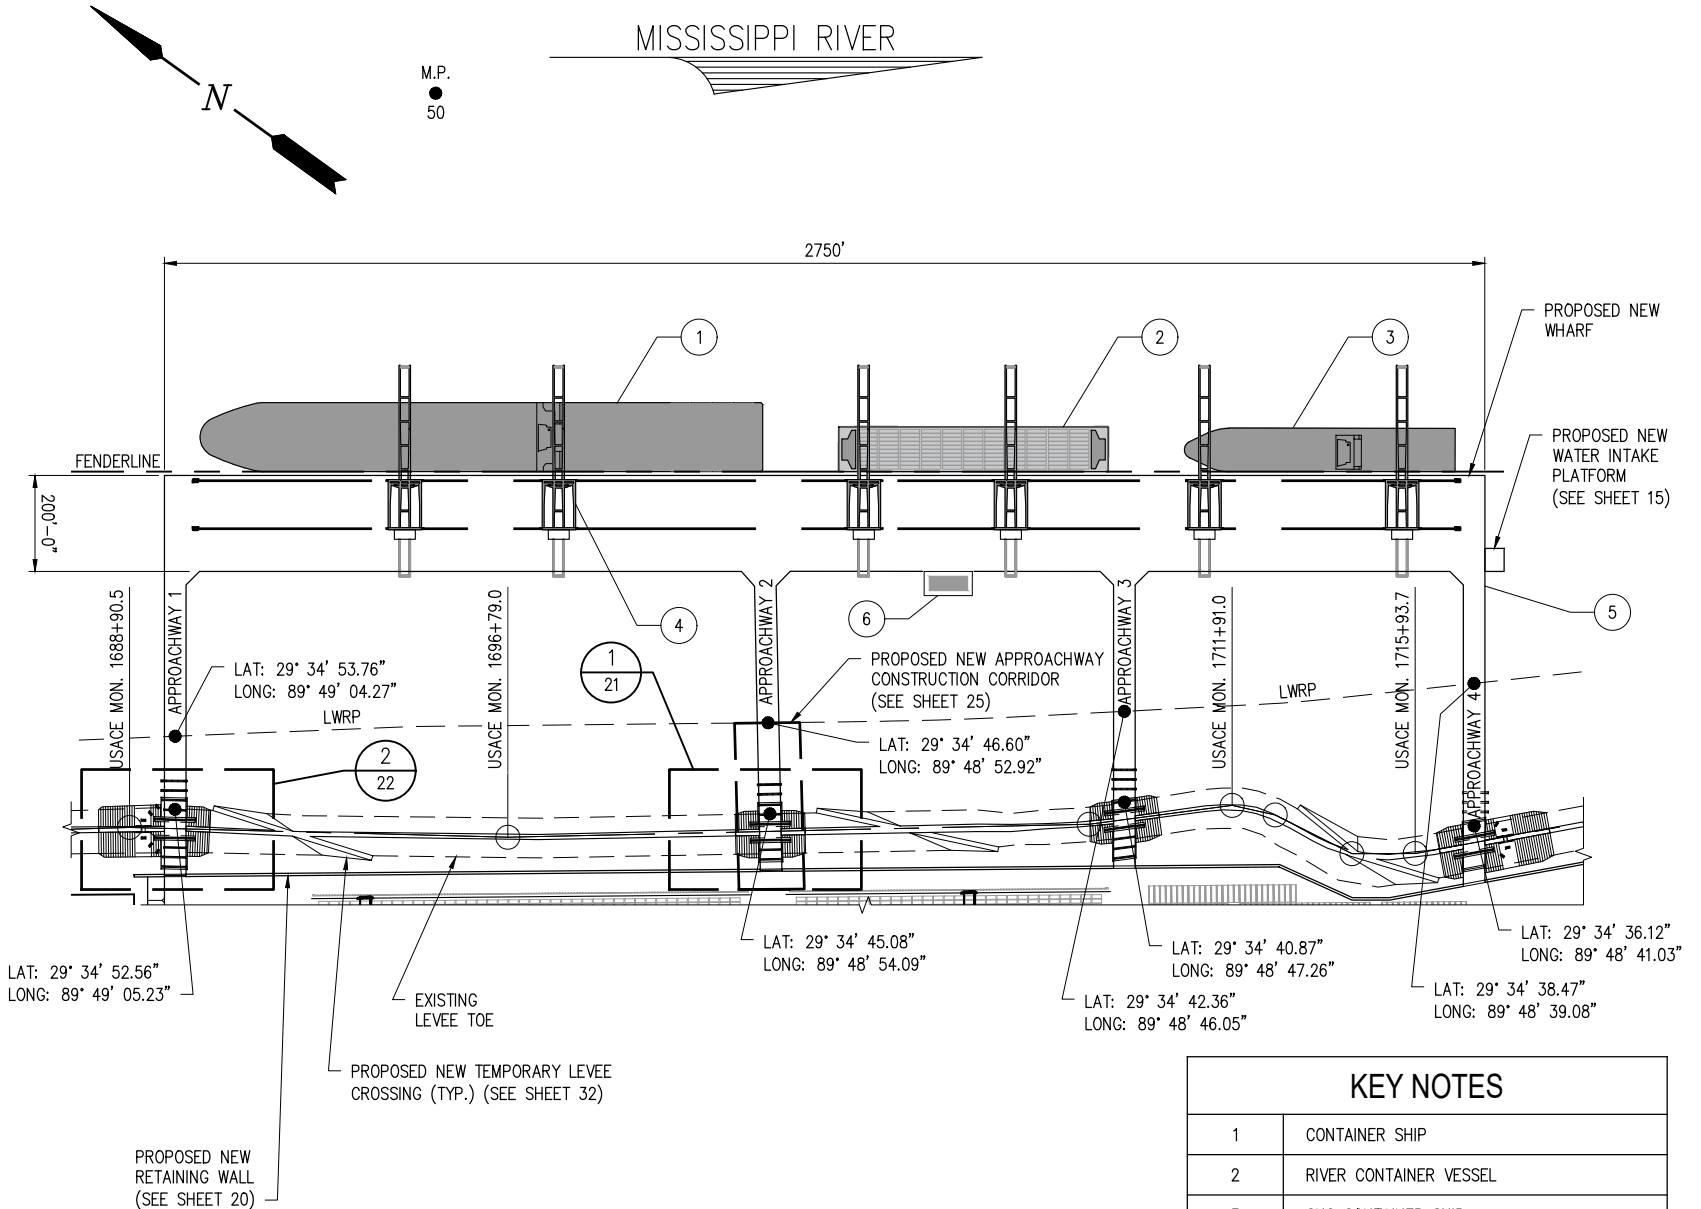 MISSISSIPPI RIVER
N
M.P.
50
2750'
PROPOSED NEW
WHARF
1
2
3
FENDERLINE
200'-0"
PROPOSED NEW
WATER INTAKE
PLATFORM
(SEE SHEET 15)
4
5
6
USACE MON. 1688+90.5
APPROACHWAY 1
USACE MON. 1696+79.0
APPROACHWAY 2
APPROACHWAY 3
USACE MON. 1711+91.0
USACE MON. 1715+93.7
APPROACHWAY 4
LAT: 29° 34' 53.76"
LONG: 89° 49' 04.27"
LWRP
1
21
PROPOSED NEW APPROACHWAY
CONSTRUCTION CORRIDOR
(SEE SHEET 25)
LWRP
LAT: 29° 34' 46.60"
LONG: 89° 48' 52.92"
2
22
LAT: 29° 34' 52.56"
LONG: 89° 49' 05.23"
EXISTING
LEVEE TOE
LAT: 29° 34' 45.08"
LONG: 89° 48' 54.09"
LAT: 29° 34' 40.87"
LONG: 89° 48' 47.26"
LAT: 29° 34' 36.12"
LONG: 89° 48' 41.03"
LAT: 29° 34' 42.36"
LONG: 89° 48' 46.05"
LAT: 29° 34' 38.47"
LONG: 89° 48' 39.08"
PROPOSED NEW TEMPORARY LEVEE
CROSSING (TYP.) (SEE SHEET 32)
PROPOSED NEW
RETAINING WALL
(SEE SHEET 20)
KEY NOTES
1 CONTAINER SHIP
2 RIVER CONTAINER VESSEL